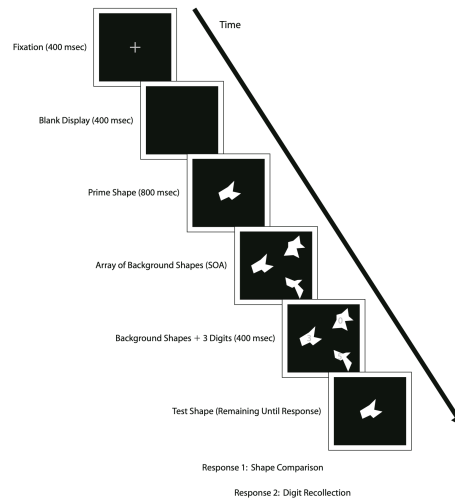 Time
Fixation (400 msec)
Blank Display (400 msec)
Prime Shape (800 msec)
Array of Background Shapes (SOA)
Background Shapes + 3 Digits (400 msec)
Test Shape (Remaining Until Response)
Response 1: Shape Comparison
Response 2: Digit Recollection